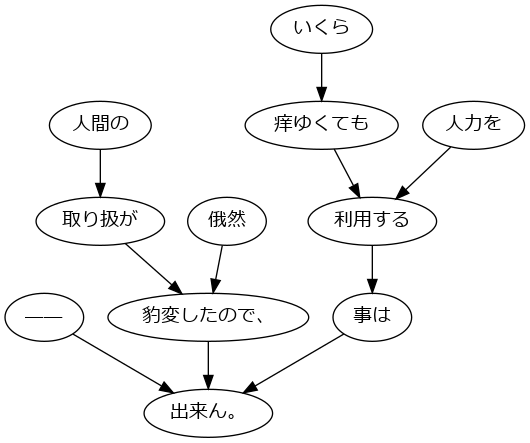 いくら
人間の
痒ゆくても
人力を
取り扱が
俄然
利用する
——
豹変したので、
事は
出来ん。